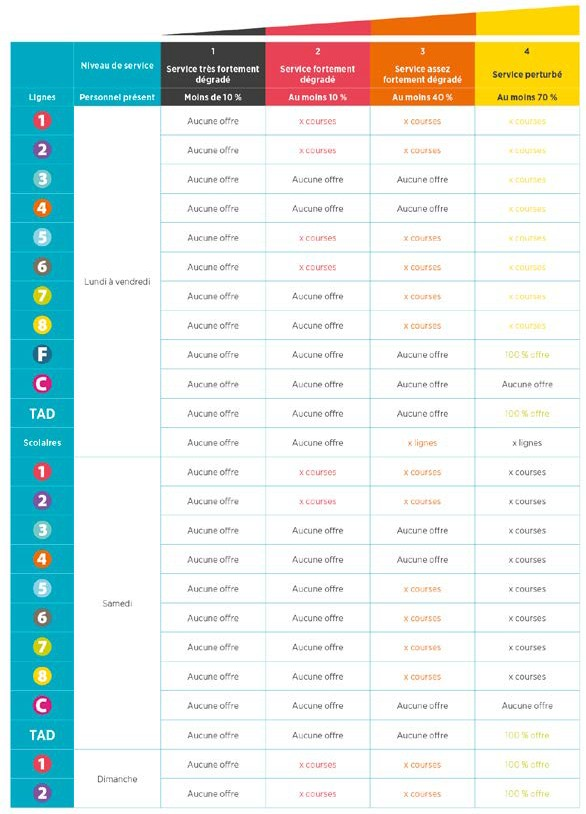 1 2 3 4
Niveau de service Service très fortement dégradé Service fortement dégradé Service assez fortement dégradé Service perturbé
Lignes Personnel présent Moins de 10 % Au moins 10 % Au moins 40 % Au moins 70 %
1 Aucune offre x courses x courses x courses
2 Aucune offre x courses x courses x courses
3 Aucune offre Aucune offre Aucune offre x courses
4 Aucune offre Aucune offre Aucune offre x courses
5 Aucune offre x courses x courses x courses
6 Aucune offre x courses x courses x courses
Lundi à vendredi
7 Aucune offre Aucune offre x courses x courses
8 Aucune offre Aucune offre x courses x courses
F Aucune offre Aucune offre Aucune offre 100 % offre
C Aucune offre Aucune offre Aucune offre Aucune offre
TAD Aucune offre Aucune offre Aucune offre 100 % offre
Scolaires Aucune offre Aucune offre x lignes x lignes
1 Aucune offre x courses x courses x courses
2 Aucune offre x courses x courses x courses
3 Aucune offre Aucune offre Aucune offre x courses
4 Aucune offre Aucune offre Aucune offre x courses
5 Aucune offre Aucune offre x courses x courses
Samedi
6 Aucune offre Aucune offre x courses x courses
7 Aucune offre Aucune offre x courses x courses
8 Aucune offre Aucune offre x courses x courses
C Aucune offre Aucune offre Aucune offre Aucune offre
TAD Aucune offre Aucune offre Aucune offre 100 % offre
1 Aucune offre x courses x courses 100 % offre
Dimanche
2 Aucune offre x courses x courses 100 % offre